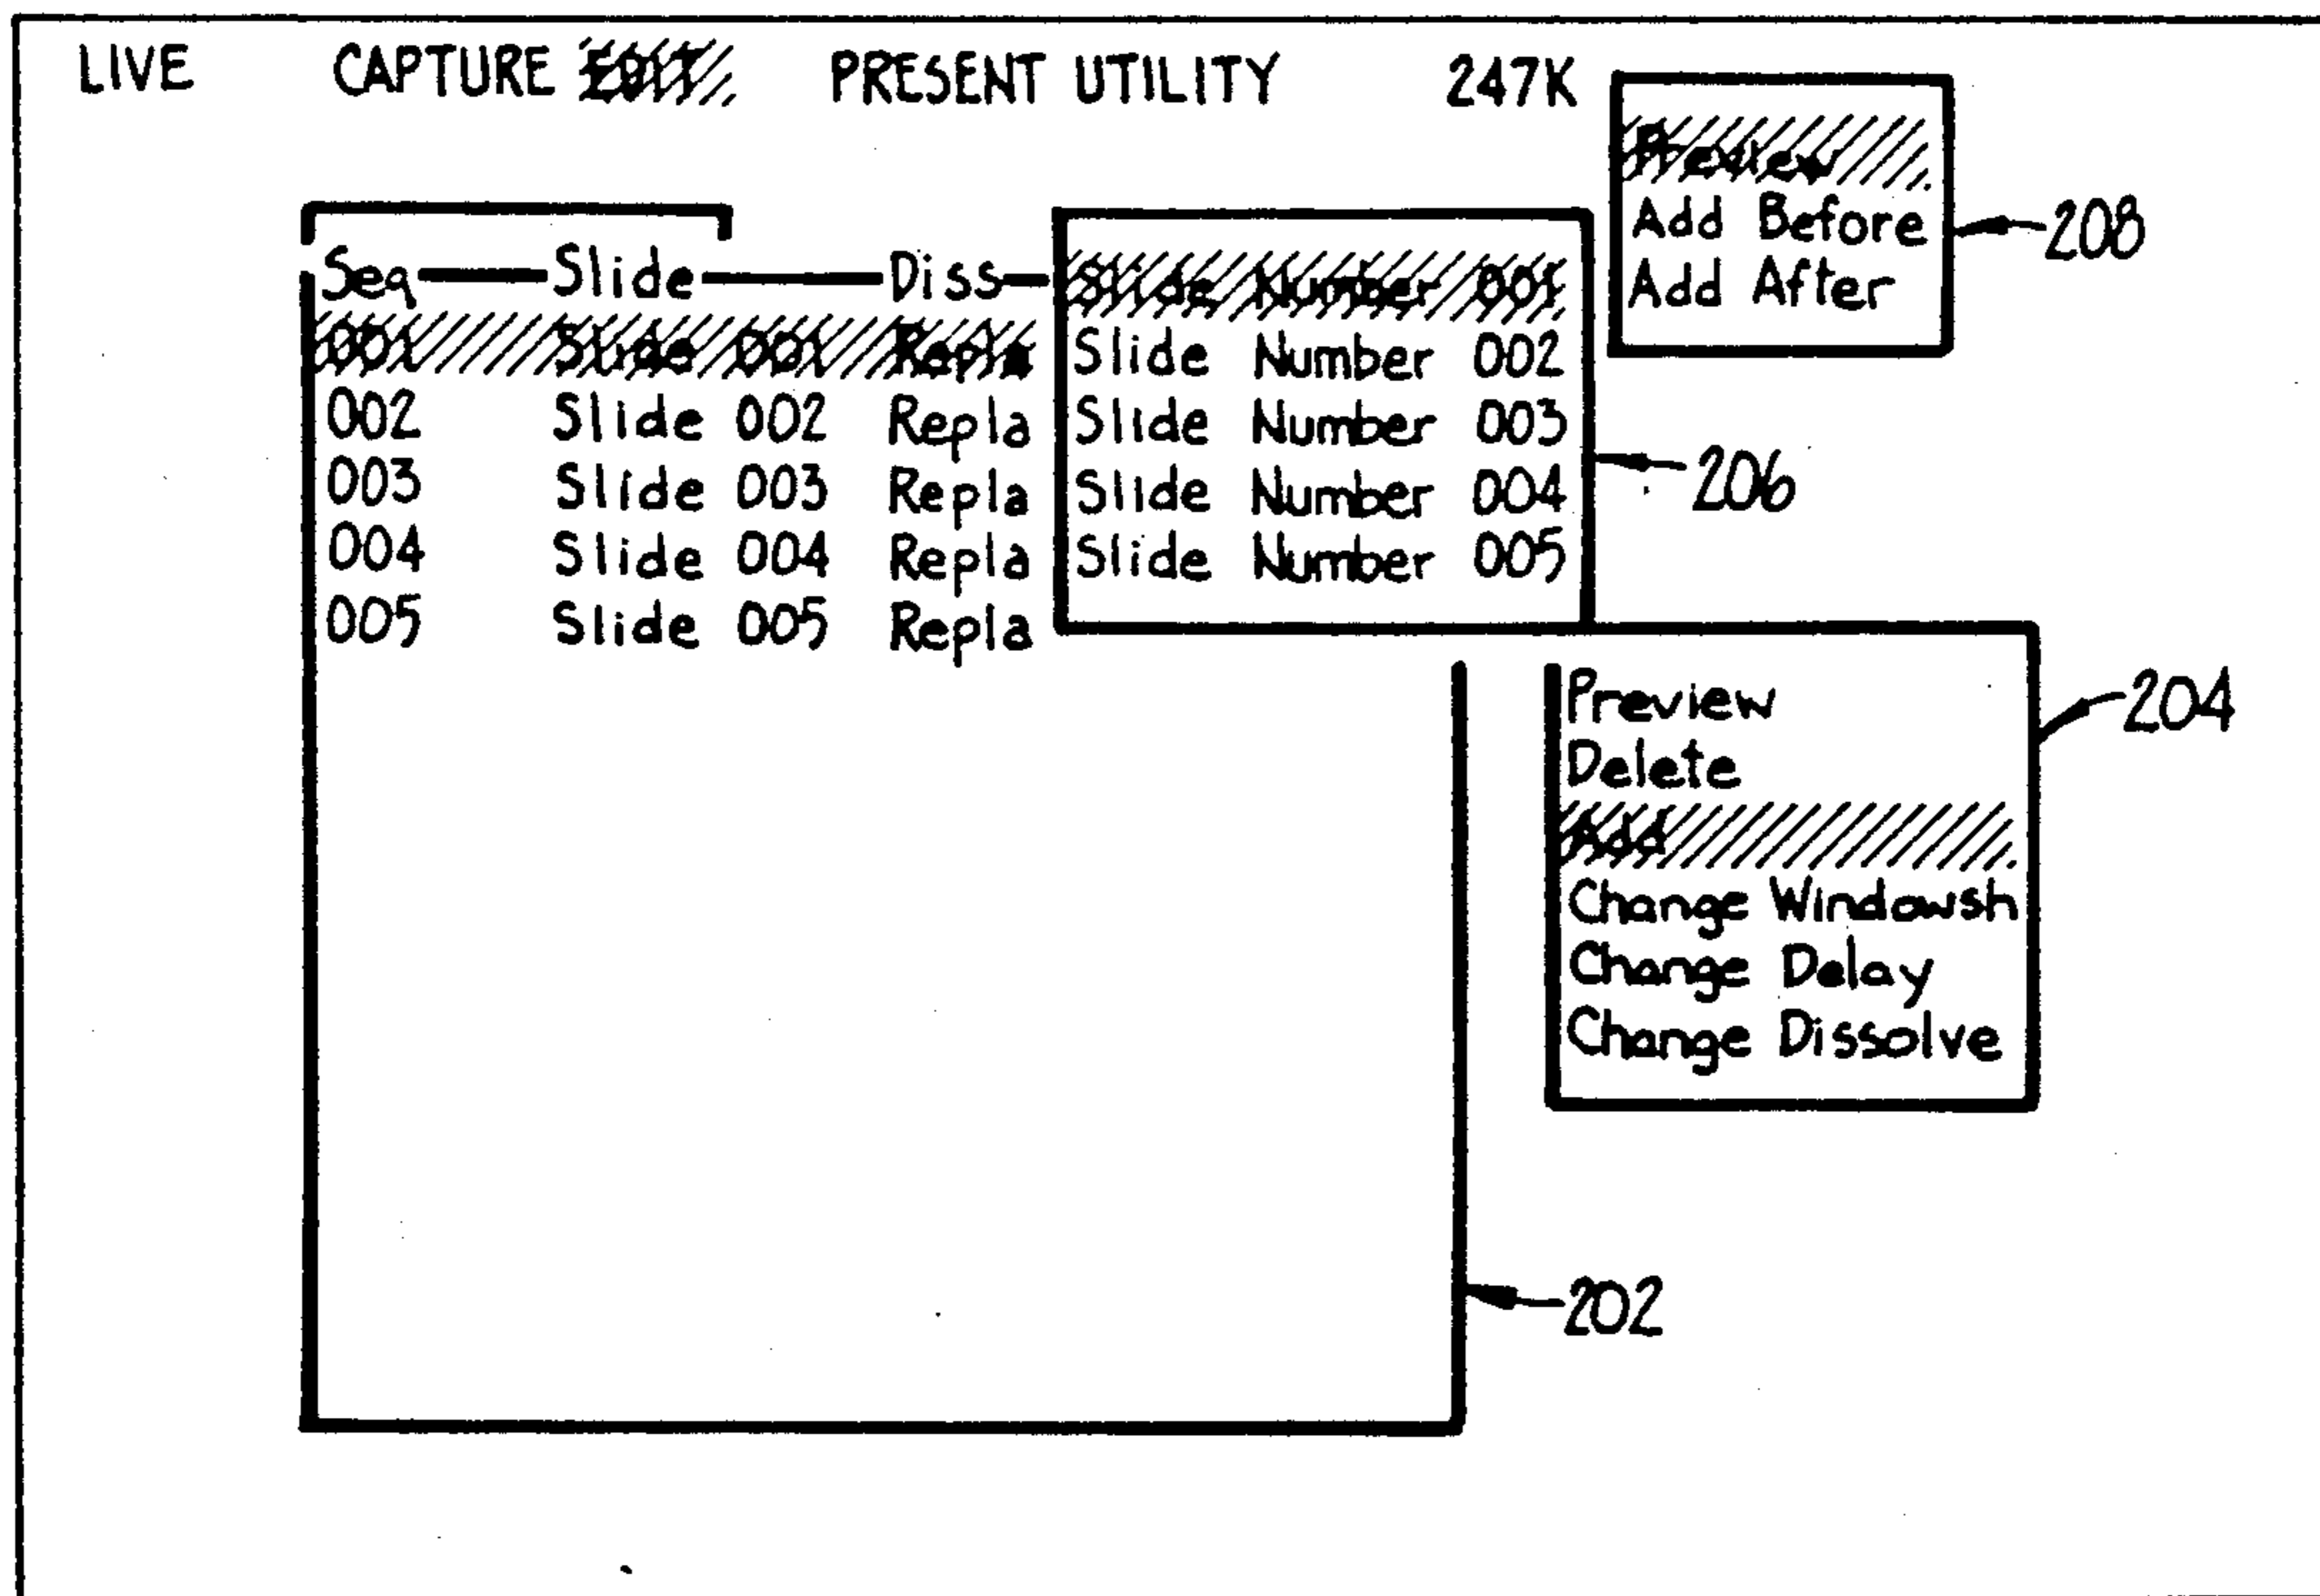 LIVE CAPTURE EDIT PRESENT UTILITY 247K
Preview
Add Before
Add After
208
Seq Slide Diss
001 Slide 001 Repla
002 Slide 002 Repla
003 Slide 003 Repla
004 Slide 004 Repla
005 Slide 005 Repla
Slide Number 001
Slide Number 002
Slide Number 003
Slide Number 004
Slide Number 005
206
Preview
Delete
Add
Change Windowsh
Change Delay
Change Dissolve
204
202